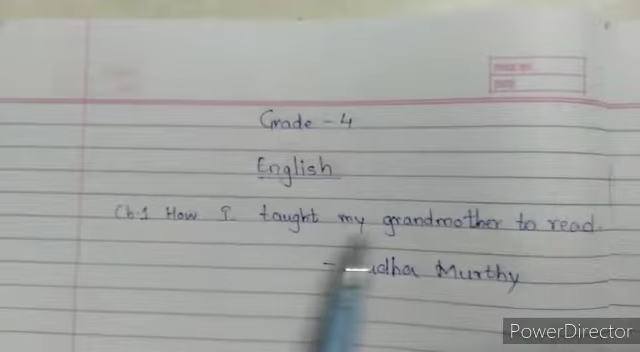 Grade - 4
English
Ch.1 How I taught my grandmother to read.
- Murthy
PowerDirector